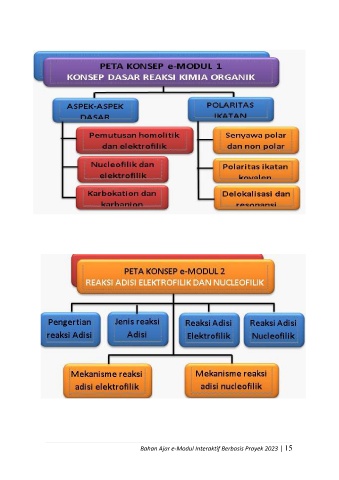 PETA KONSEP e-MODUL 1
KONSEP DASAR REAKSI KIMIA ORGANIK
ASPEK-ASPEK
DASAR
POLARITAS
IKATAN
Pemutusan homolitik
dan elektrofilik
Senyawa polar
dan non polar
Nucleofilik dan
elektrofilik
Polaritas ikatan
kovalen
Karbokation dan
karbanion
Delokalisasi dan
resonansi
PETA KONSEP e-MODUL 2
REAKSI ADISI ELEKTROFILIK DAN NUCLEOFILIK
Pengertian
reaksi Adisi
Jenis reaksi
Adisi
Reaksi Adisi
Elektrofilik
Reaksi Adisi
Nucleofilik
Mekanisme reaksi
adisi elektrofilik
Mekanisme reaksi
adisi nucleofilik
Bahan Ajar e-Modul Interaktif Berbasis Proyek 2023 | 15